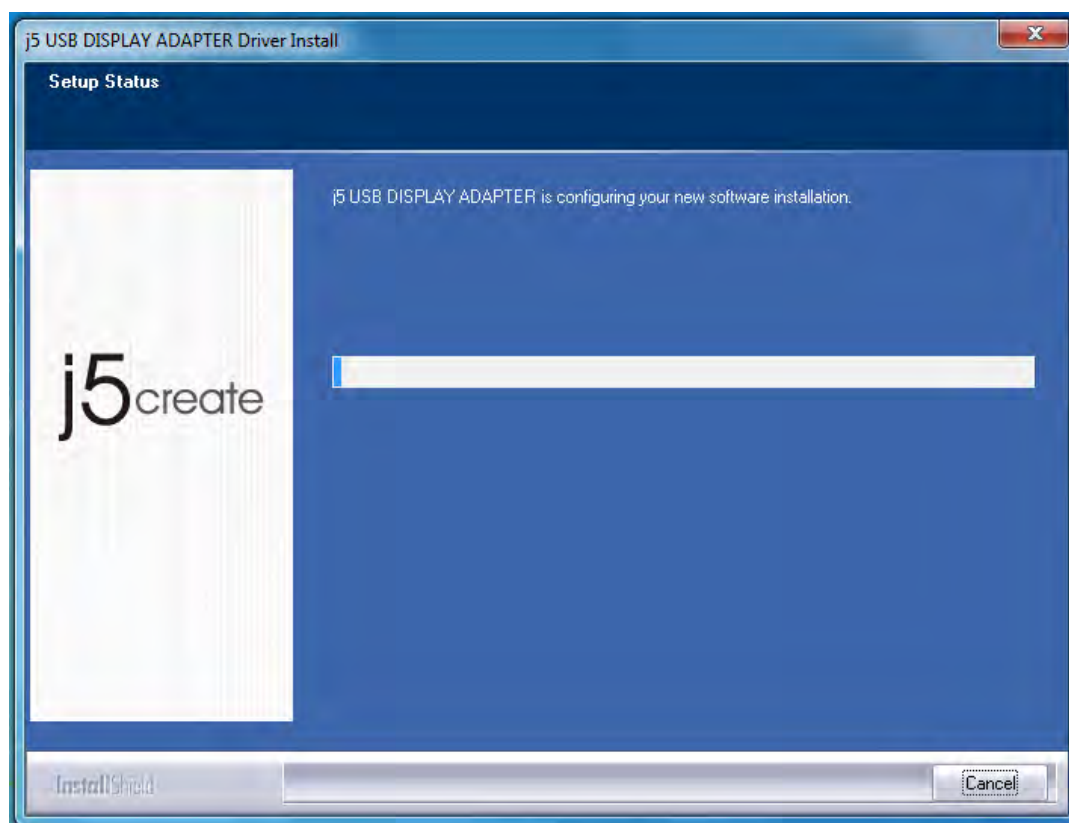 j5 USB DISPLAY ADAPTER Driver Install
Setup Status
j5 USB DISPLAY ADAPTER is configuring your new software installation.
j5create
InstallShield
Cancel